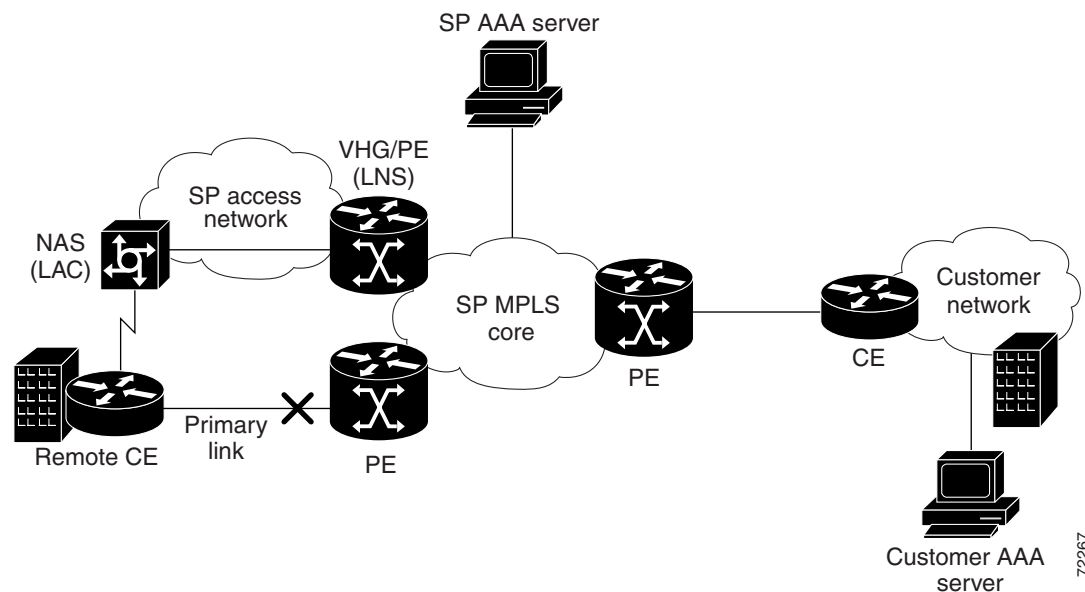 SP AAA server
VHG/PE
(LNS)
SP access
network
NAS
(LAC)
SP MPLS
core
Customer
network
PE
CE
Primary
link
Remote CE
PE
Customer AAA
server
72267